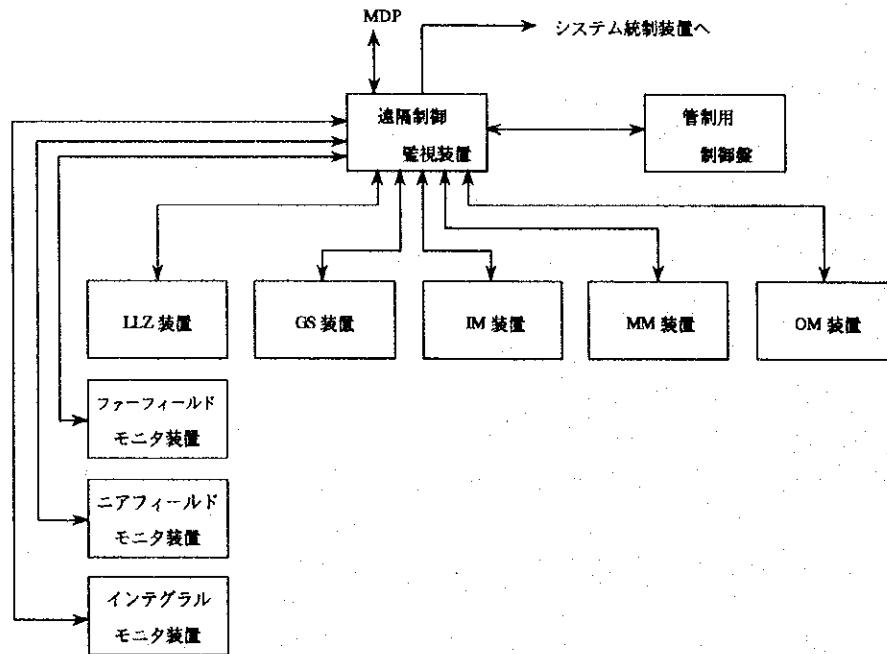 MDP
システム統制装置へ
遠隔制御
監視装置
管制用
制御盤
LLZ 装置
GS 装置
IM 装置
MM 装置
OM 装置
ファーフィールド
モニタ装置
ニアフィールド
モニタ装置
インテグラル
モニタ装置